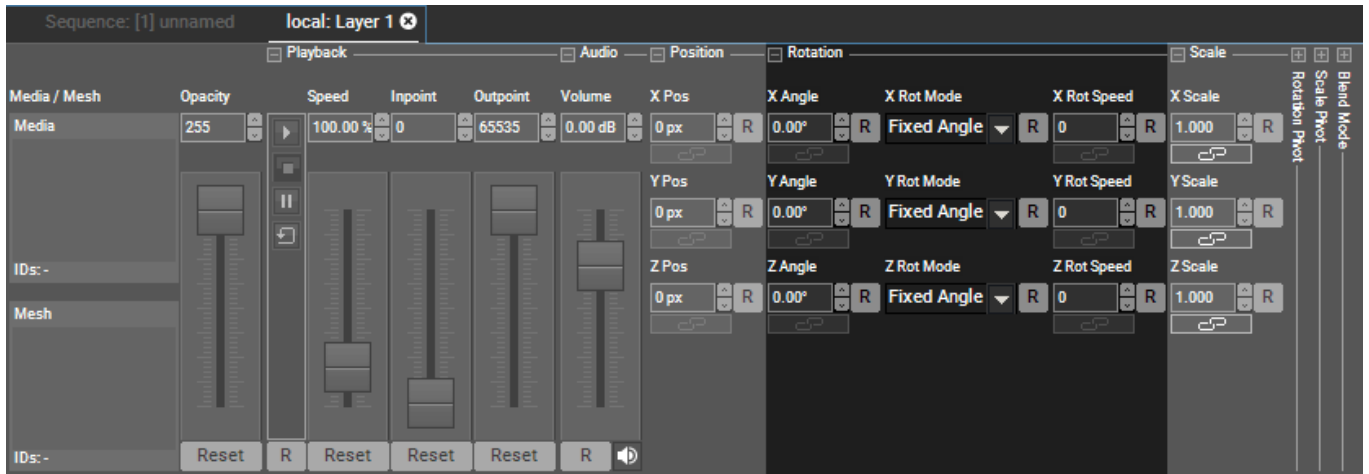 Sequence: [1] unnamed local: Layer 1
Playback Audio Position Rotation Scale
Media / Mesh Opacity Speed Inpoint Outpoint Volume X Pos X Angle X Rot Mode X Rot Speed X Scale
Media 255 100.00 % 0 65535 0.00 dB 0 px R 0.00° R Fixed Angle R 0 R 1.000 R
Y Pos Y Angle Y Rot Mode Y Rot Speed Y Scale
0 px R 0.00° R Fixed Angle R 0 R 1.000 R
IDs: - Z Pos Z Angle Z Rot Mode Z Rot Speed Z Scale
0 px R 0.00° R Fixed Angle R 0 R 1.000 R
Mesh
IDs: - Reset R Reset Reset Reset R
Rotation Pivot
Scale Pivot
Blend Mode